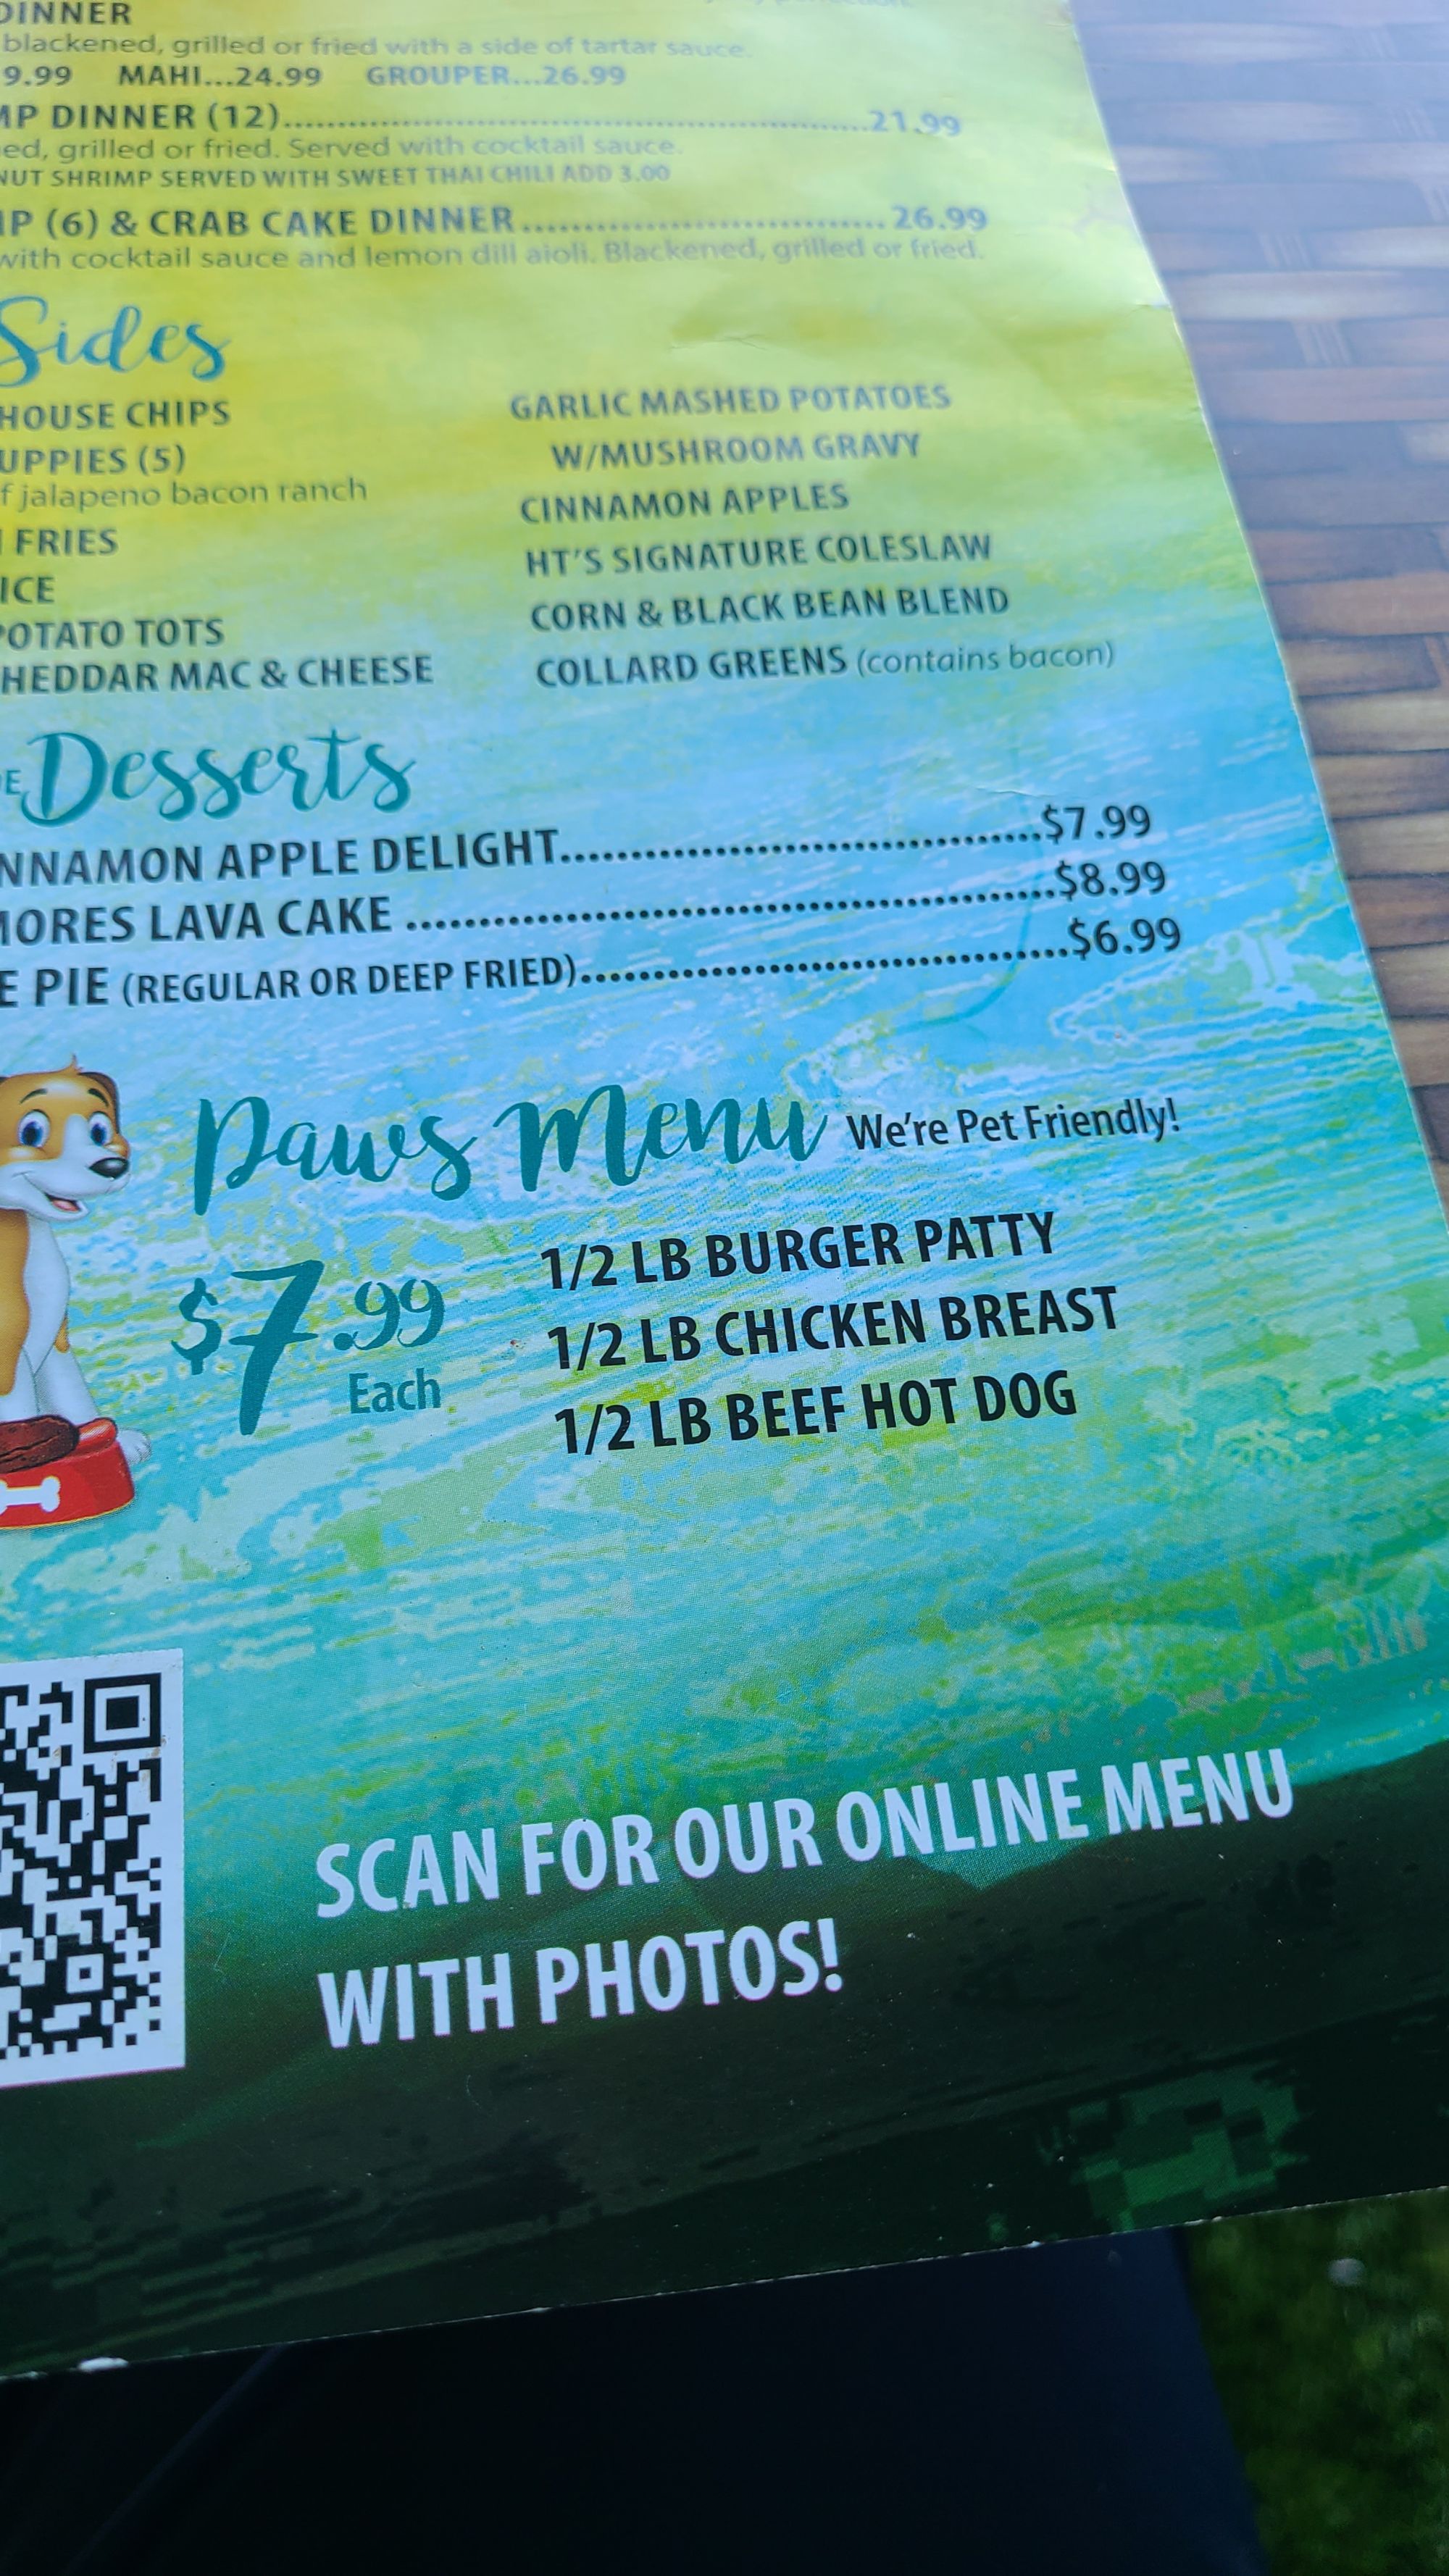 DINNER
blackened, grilled or fried with a side of tartar sauce.
9.99 MAHI...24.99 GROUPER...26.99
MP DINNER (12)..........21.99
ed, grilled or fried. Served with cocktail sauce.
NUT SHRIMP SERVED WITH SWEET THAI CHILI ADD 3.00
IP (6) & CRAB CAKE DINNER..........26.99
with cocktail sauce and lemon dill aioli. Blackened, grilled or fried.
Sides
HOUSE CHIPS
UPPIES (5)
f jalapeno bacon ranch
FRIES
ICE
POTATO TOTS
HEDDAR MAC & CHEESE
GARLIC MASHED POTATOES
W/MUSHROOM GRAVY
CINNAMON APPLES
HT'S SIGNATURE COLESLAW
CORN & BLACK BEAN BLEND
COLLARD GREENS (contains bacon)
E Desserts
NNAMON APPLE DELIGHT..........$7.99
MORES LAVA CAKE ..........$8.99
E PIE (REGULAR OR DEEP FRIED)..........$6.99
Paws Menu We're Pet Friendly!
$7.99
Each
1/2 LB BURGER PATTY
1/2 LB CHICKEN BREAST
1/2 LB BEEF HOT DOG
SCAN FOR OUR ONLINE MENU
WITH PHOTOS!